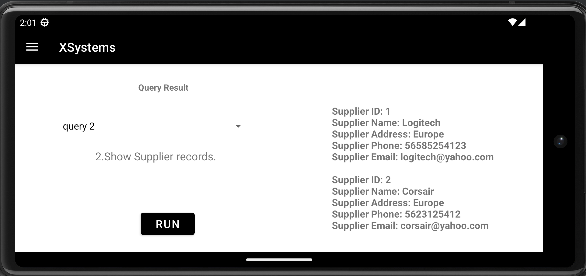 2:01
XSystems
Query Result
query 2
2.Show Supplier records.
RUN
Supplier ID: 1
Supplier Name: Logitech
Supplier Address: Europe
Supplier Phone: 56585254123
Supplier Email: logitech@yahoo.com
Supplier ID: 2
Supplier Name: Corsair
Supplier Address: Europe
Supplier Phone: 5623125412
Supplier Email: corsair@yahoo.com